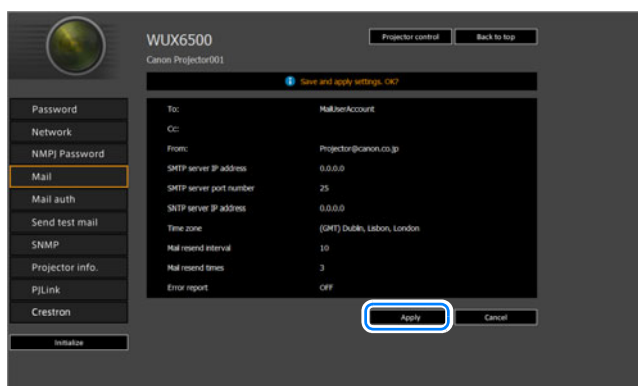 WUX6500
Canon Projector001
Projector control
Back to top
Save and apply settings. OK?
Password
Network
NMPJ Password
Mail
Mail auth
Send test mail
SNMP
Projector info.
PJLink
Crestron
Initialize
To: MailUserAccount
Cc:
From: Projector@canon.co.jp
SMTP server IP address 0.0.0.0
SMTP server port number 25
SNTP server IP address 0.0.0.0
Time zone (GMT) Dublin, Lisbon, London
Mail resend interval 10
Mail resend times 3
Error report OFF
Apply
Cancel